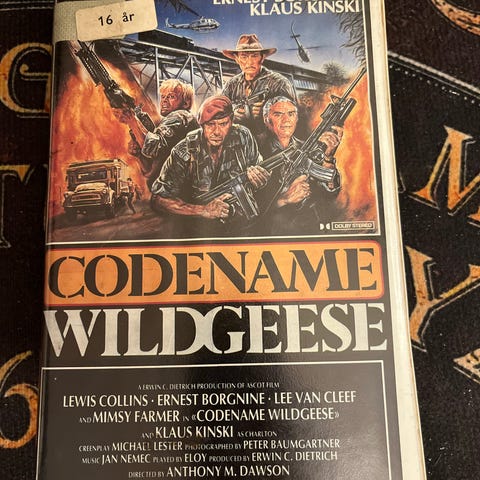 16 år
KLAUS KINSKI
DOLBY STEREO
CODENAME
WILDGEESE
A ERWIN C. DIETRICH PRODUCTION OF ASCOT FILM
LEWIS COLLINS · ERNEST BORGNINE · LEE VAN CLEEF
AND MIMSY FARMER IN «CODENAME WILDGEESE»
AND KLAUS KINSKI AS CHARLTON
CREENPLAY MICHAEL LESTER PHOTOGRAPHED BY PETER BAUMGARTNER
MUSIC JAN NEMEC PLAYED BY ELOY PRODUCED BY ERWIN C. DIETRICH
DIRECTED BY ANTHONY M. DAWSON